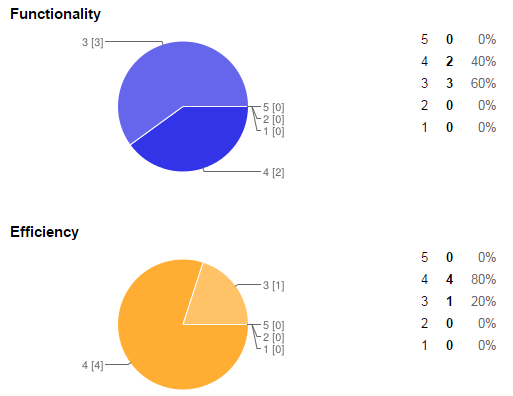 Functionality
3 [3]
5 [0]
2 [0]
1 [0]
4 [2]
5 0 0%
4 2 40%
3 3 60%
2 0 0%
1 0 0%
Efficiency
3 [1]
5 [0]
2 [0]
1 [0]
4 [4]
5 0 0%
4 4 80%
3 1 20%
2 0 0%
1 0 0%